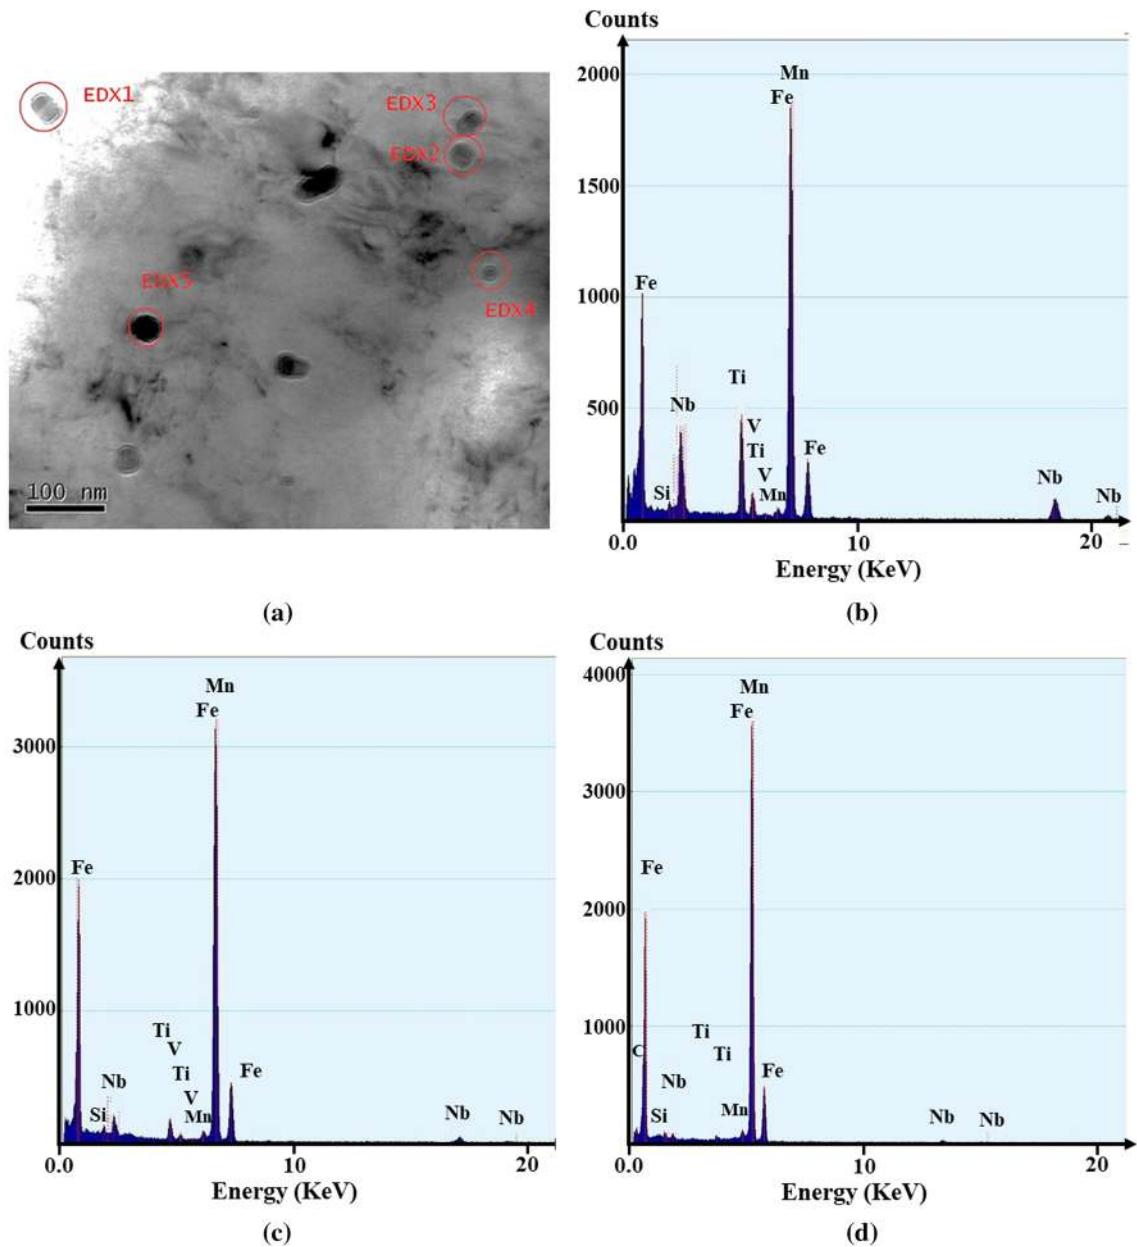 EDX1
EDX3
EDX2
EDX5
EDX4
100 nm
(a)
Counts
2000
1500
1000
500
Mn
Fe
Fe
Ti
Nb
V
Ti
V
Si
Mn
Fe
Nb
Nb
0.0
10
20
Energy (KeV)
(b)
Counts
3000
2000
1000
Mn
Fe
Fe
Ti
V
Ti
V
Nb
Si
Mn
Fe
Nb
Nb
0.0
10
20
Energy (KeV)
(c)
Counts
4000
3000
2000
1000
Mn
Fe
Fe
Ti
Ti
C
Nb
Si
Mn
Fe
Nb
Nb
0.0
10
20
Energy (KeV)
(d)